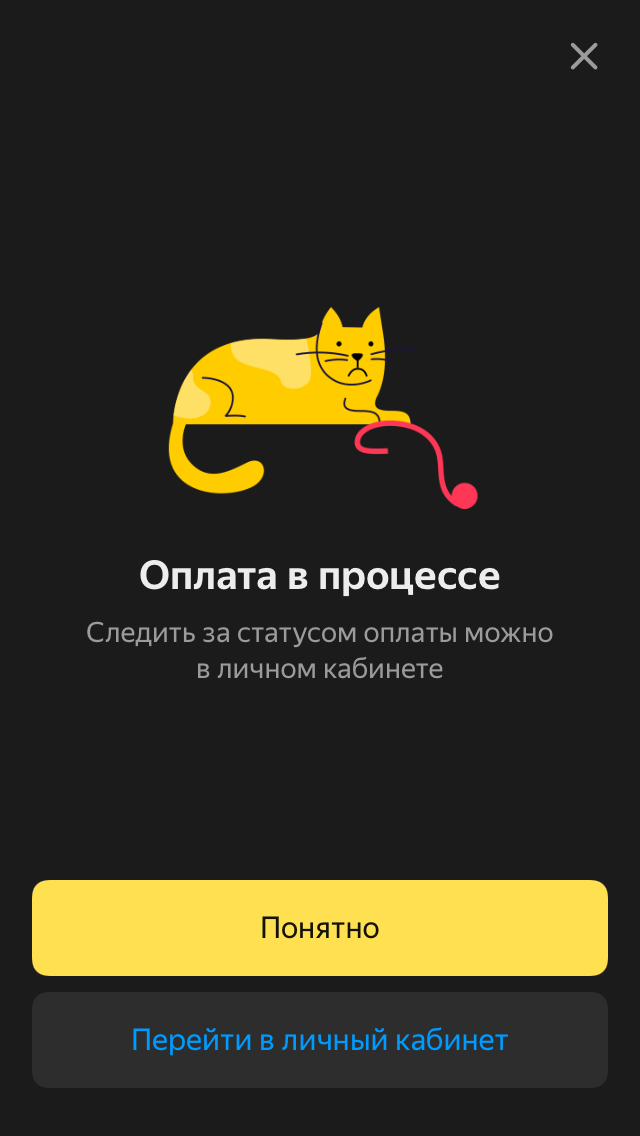 Оплата в процессе
Следить за статусом оплаты можно
в личном кабинете
Понятно
Перейти в личный кабинет